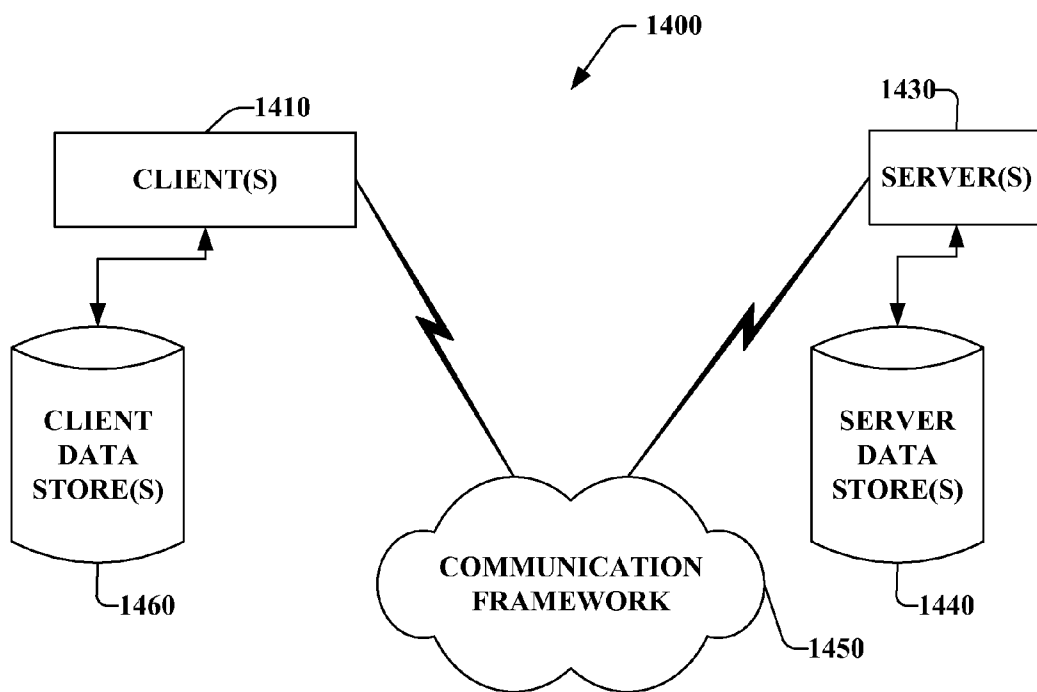 1400
1410
1430
CLIENT(S)
SERVER(S)
CLIENT
DATA
STORE(S)
SERVER
DATA
STORE(S)
COMMUNICATION
FRAMEWORK
1460
1440
1450